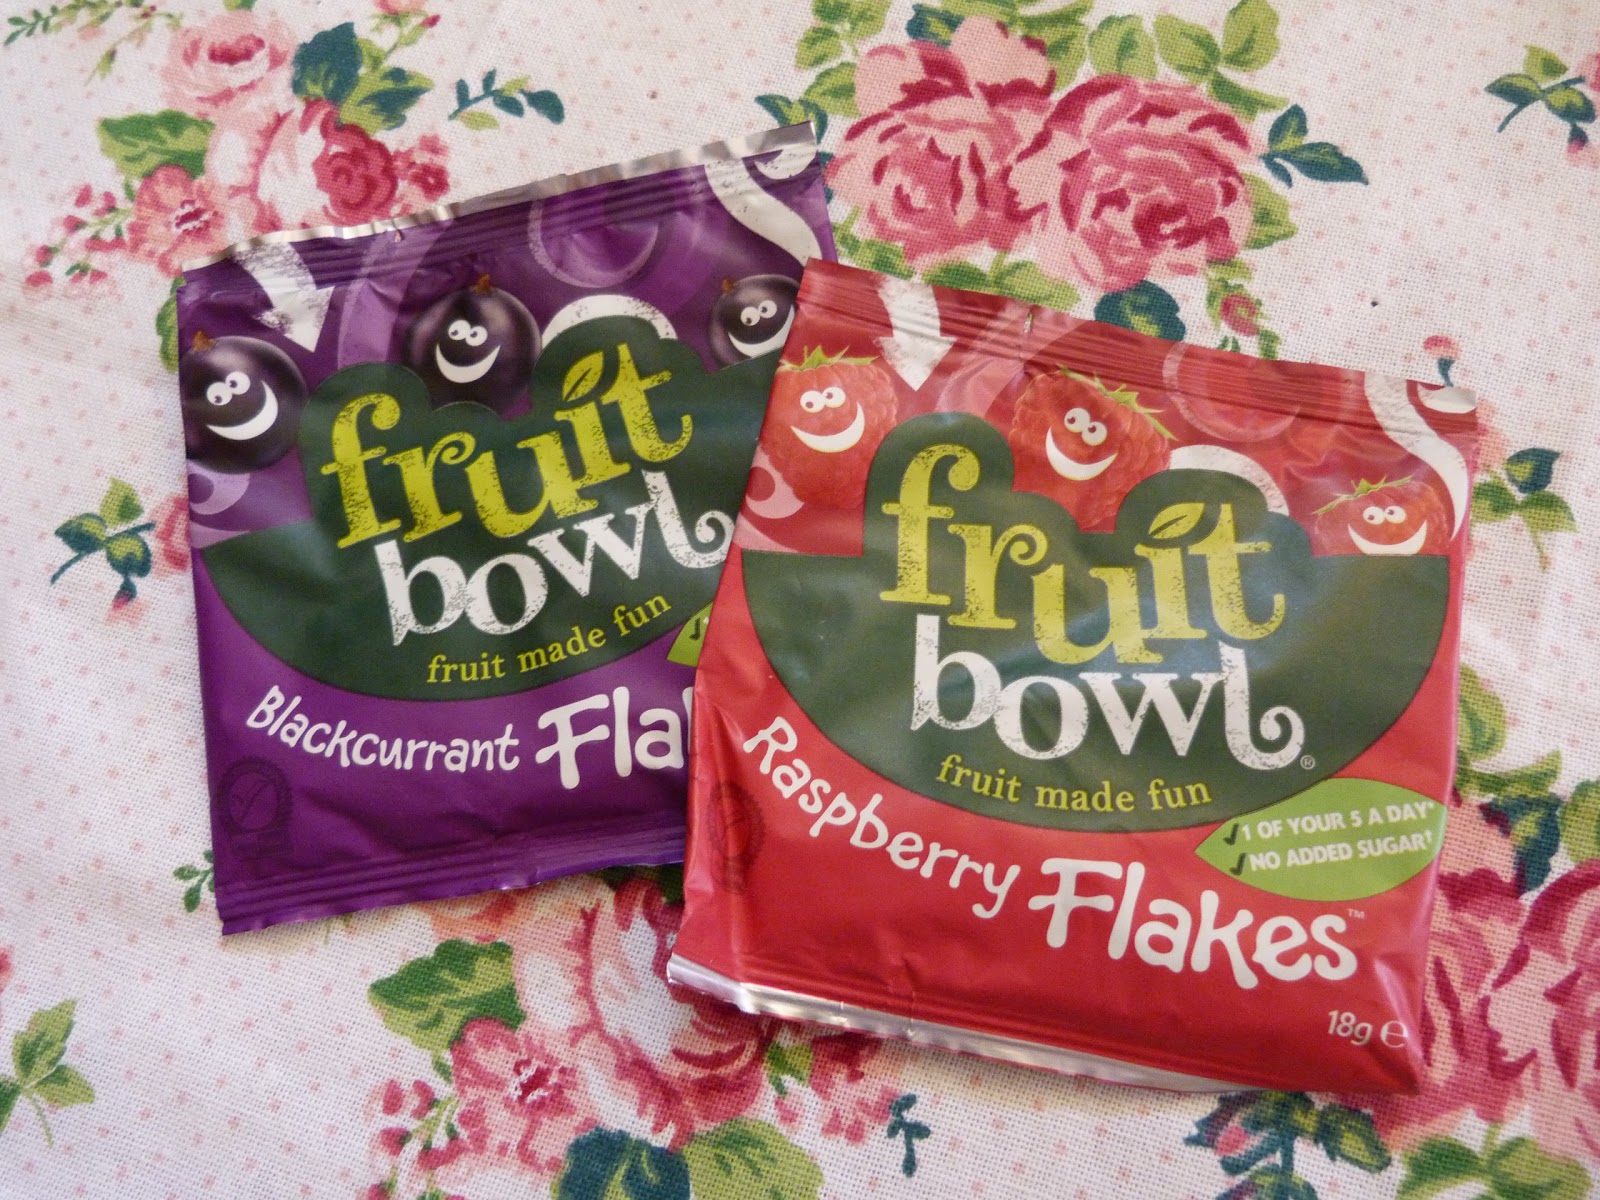 fruit
bowl
fruit made fun
Blackcurrant
fruit
bowl®
fruit made fun
✓1 OF YOUR 5 A DAY*
✓NO ADDED SUGAR†
Raspberry Flakes™
18g ℮